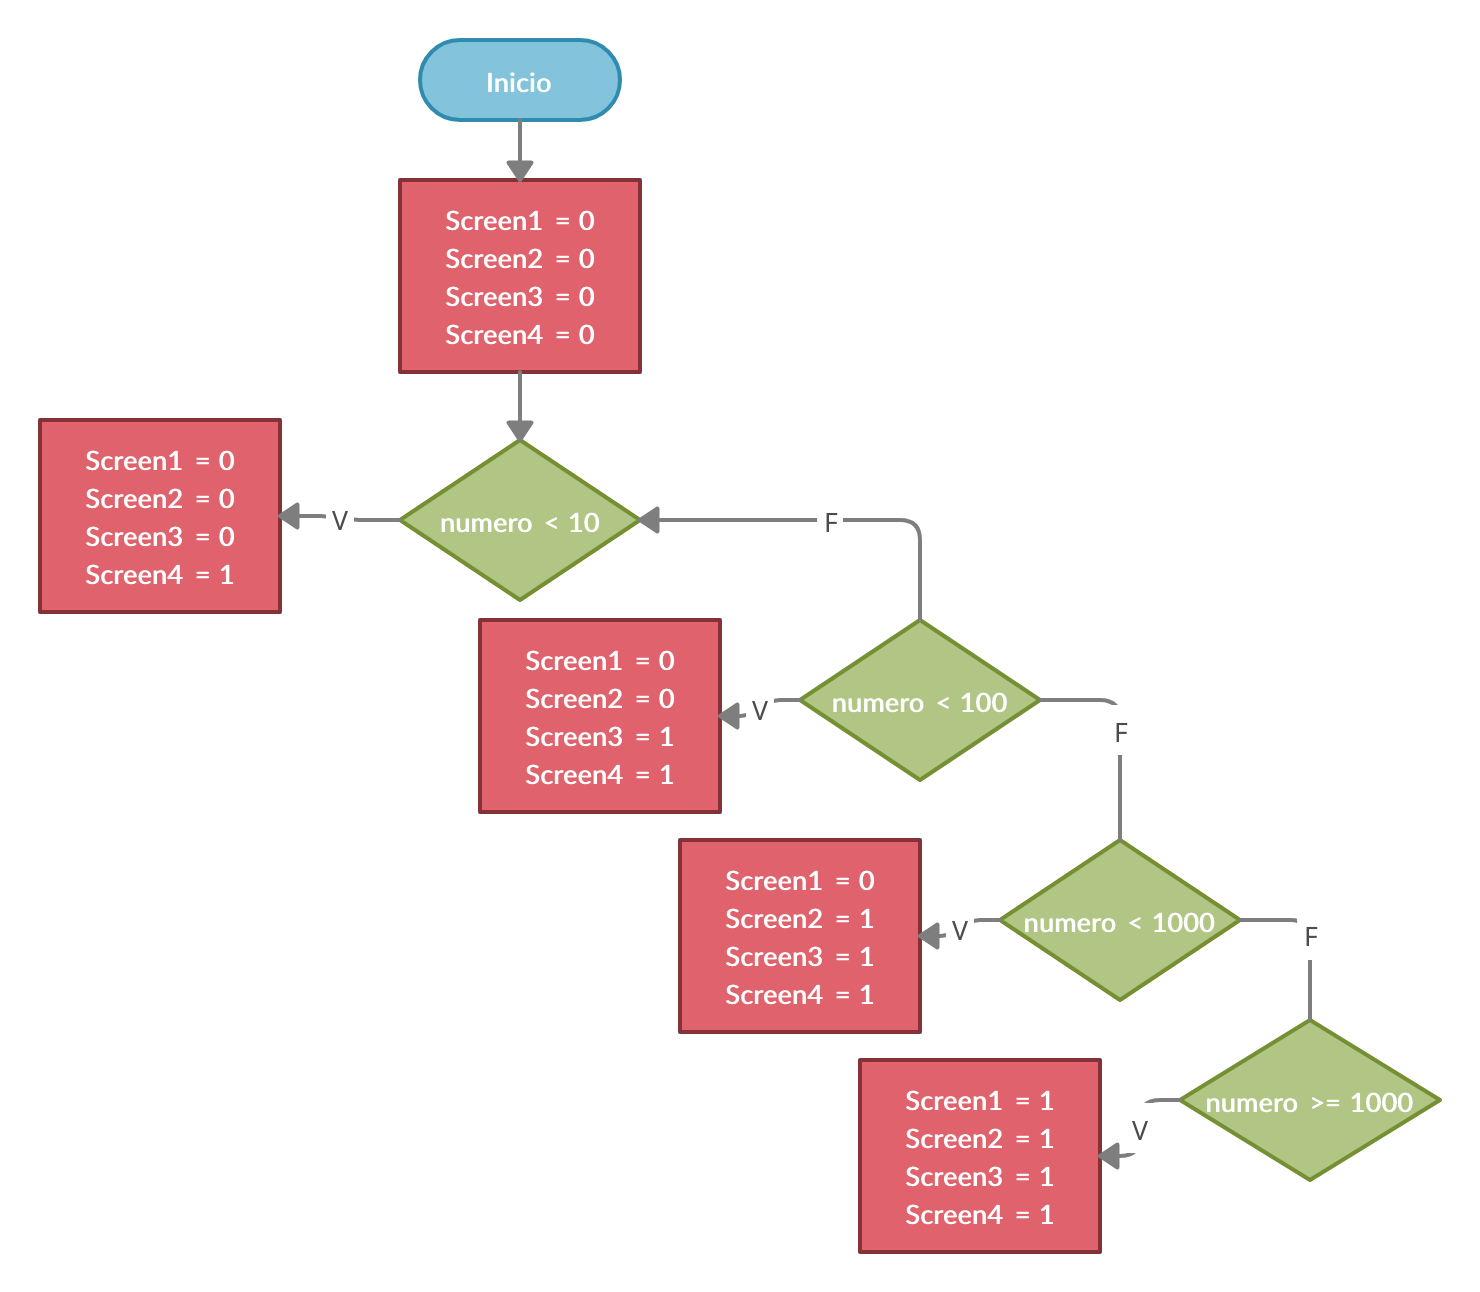 Inicio
Screen1 = 0
Screen2 = 0
Screen3 = 0
Screen4 = 0
numero < 10
V
Screen1 = 0
Screen2 = 0
Screen3 = 0
Screen4 = 1
F
numero < 100
V
Screen1 = 0
Screen2 = 0
Screen3 = 1
Screen4 = 1
F
numero < 1000
V
Screen1 = 0
Screen2 = 1
Screen3 = 1
Screen4 = 1
F
numero >= 1000
V
Screen1 = 1
Screen2 = 1
Screen3 = 1
Screen4 = 1